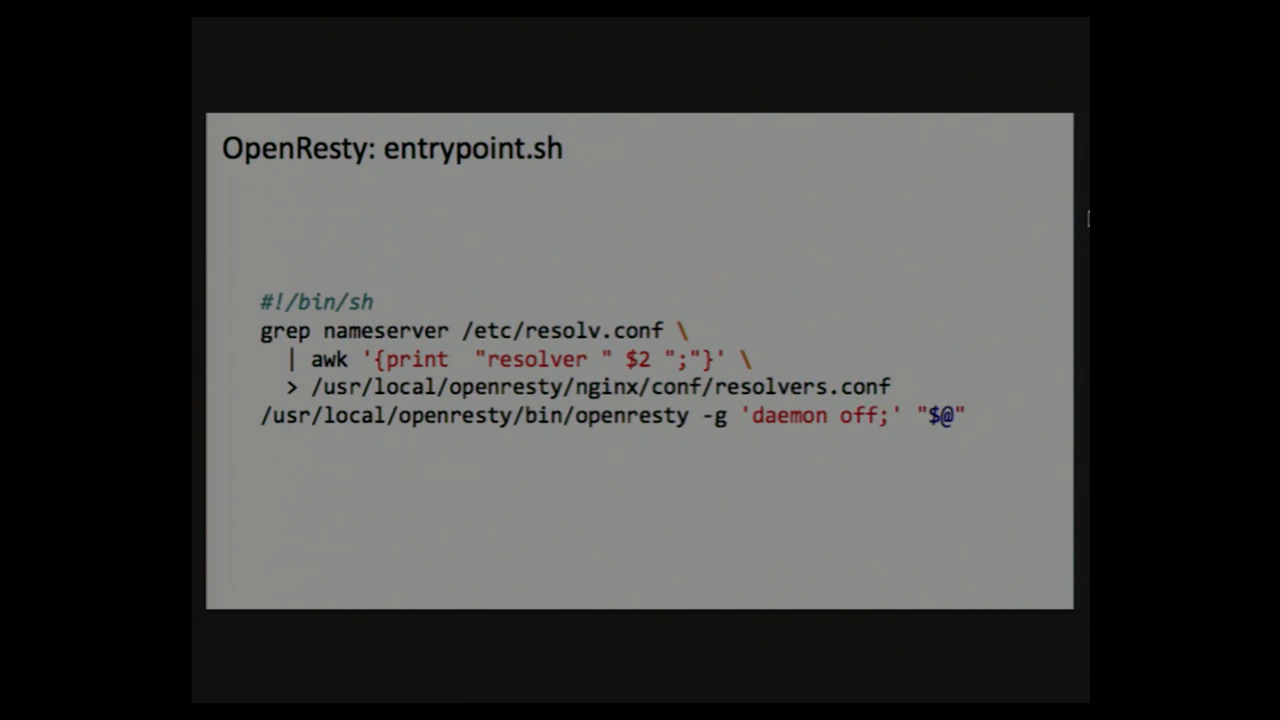 OpenResty: entrypoint.sh
#!/bin/sh
grep nameserver /etc/resolv.conf \
| awk '{print  "resolver " $2 ";"}' \
> /usr/local/openresty/nginx/conf/resolvers.conf
/usr/local/openresty/bin/openresty -g 'daemon off;' "$@"